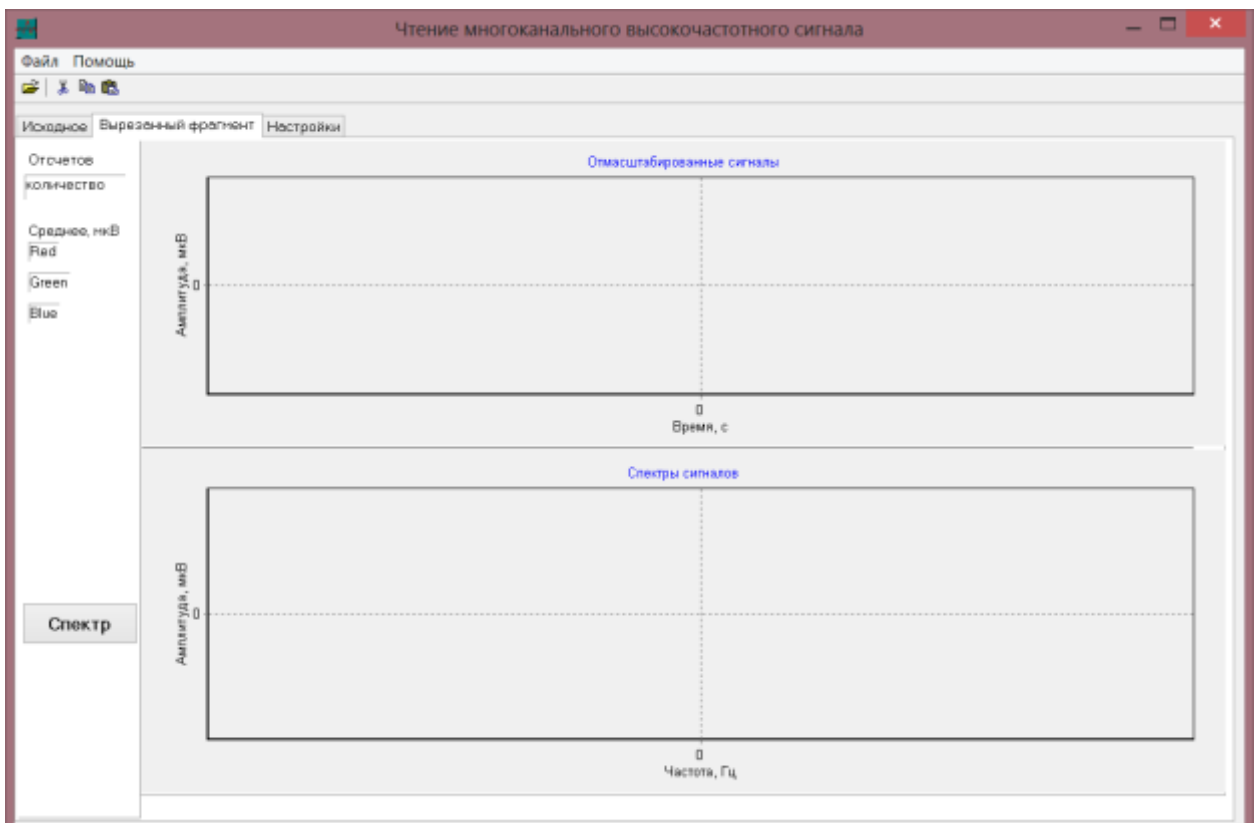 Чтение многоканального высокочастотного сигнала
Файл Помощь
Исходное Вырезанный фрагмент Настройки
Отсчетов
количество
Среднее, мкВ
Red
Green
Blue
Спектр
Отмасштабированные сигналы
Амплитуда, мкВ
0
0
Время, с
Спектры сигналов
Амплитуда, мкВ
0
0
Частота, Гц